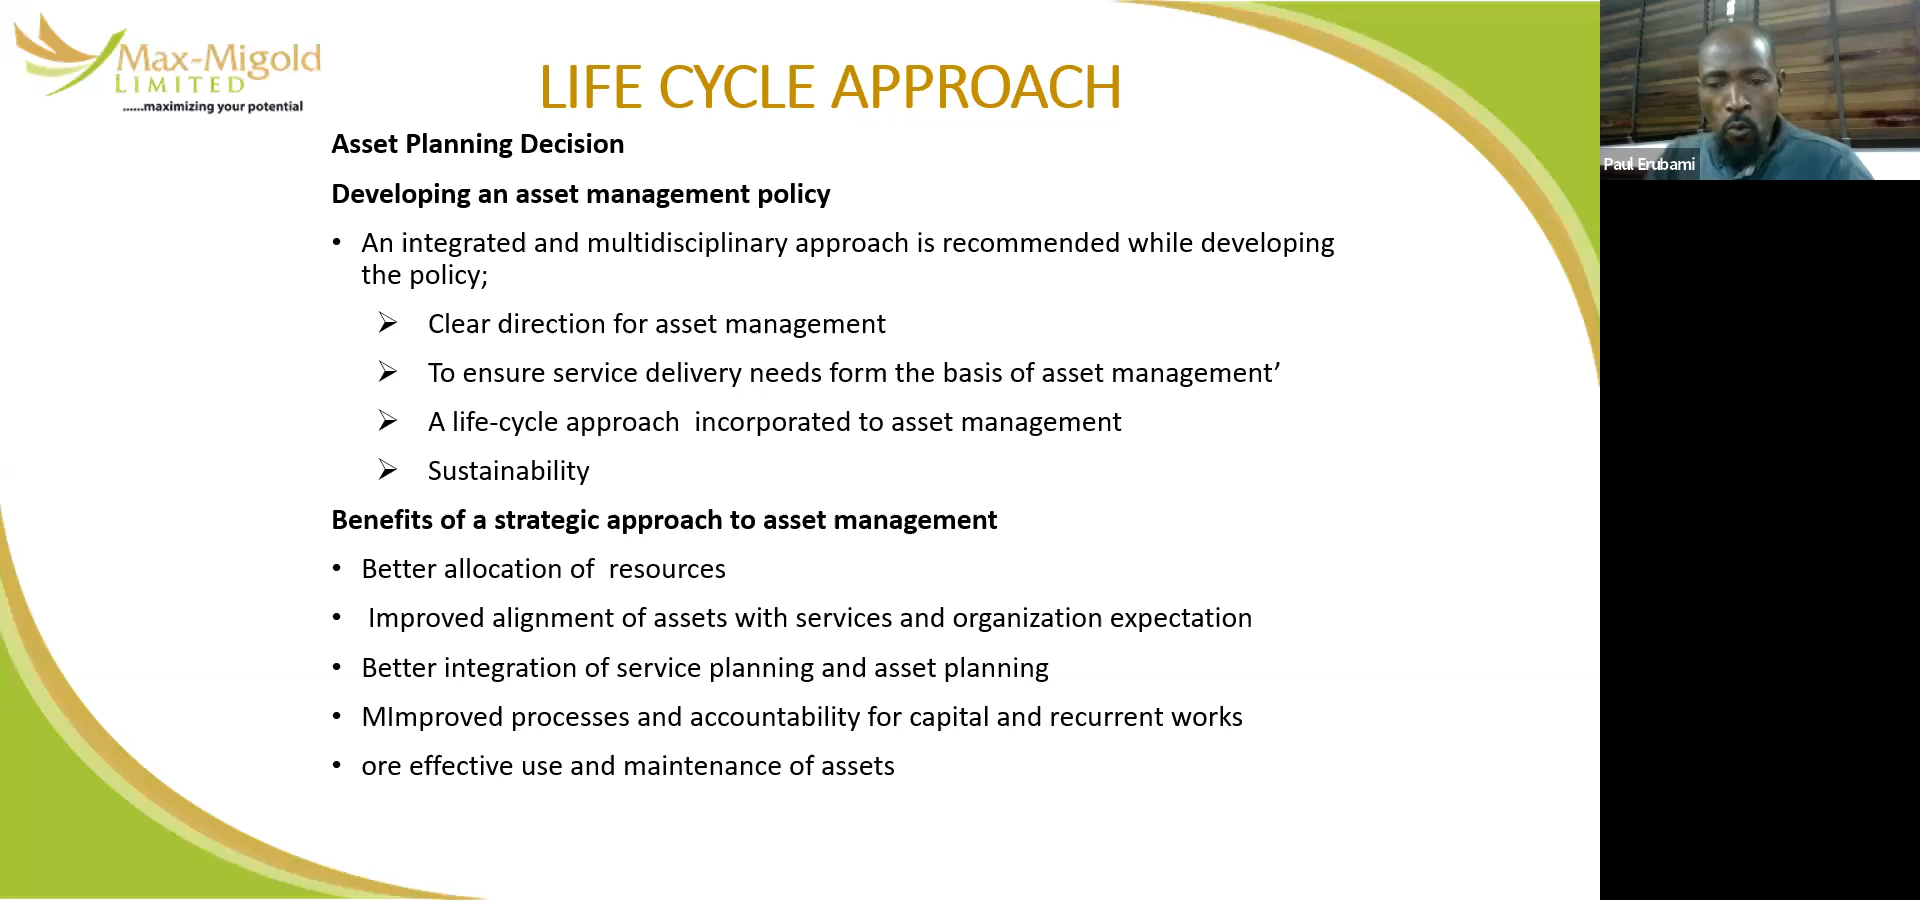 Max-Migold
LIMITED
......maximizing your potential
LIFE CYCLE APPROACH
Asset Planning Decision
Developing an asset management policy
• An integrated and multidisciplinary approach is recommended while developing
the policy;
➢ Clear direction for asset management
➢ To ensure service delivery needs form the basis of asset management’
➢ A life-cycle approach  incorporated to asset management
➢ Sustainability
Benefits of a strategic approach to asset management
• Better allocation of  resources
•  Improved alignment of assets with services and organization expectation
• Better integration of service planning and asset planning
• MImproved processes and accountability for capital and recurrent works
• ore effective use and maintenance of assets
Paul Erubami